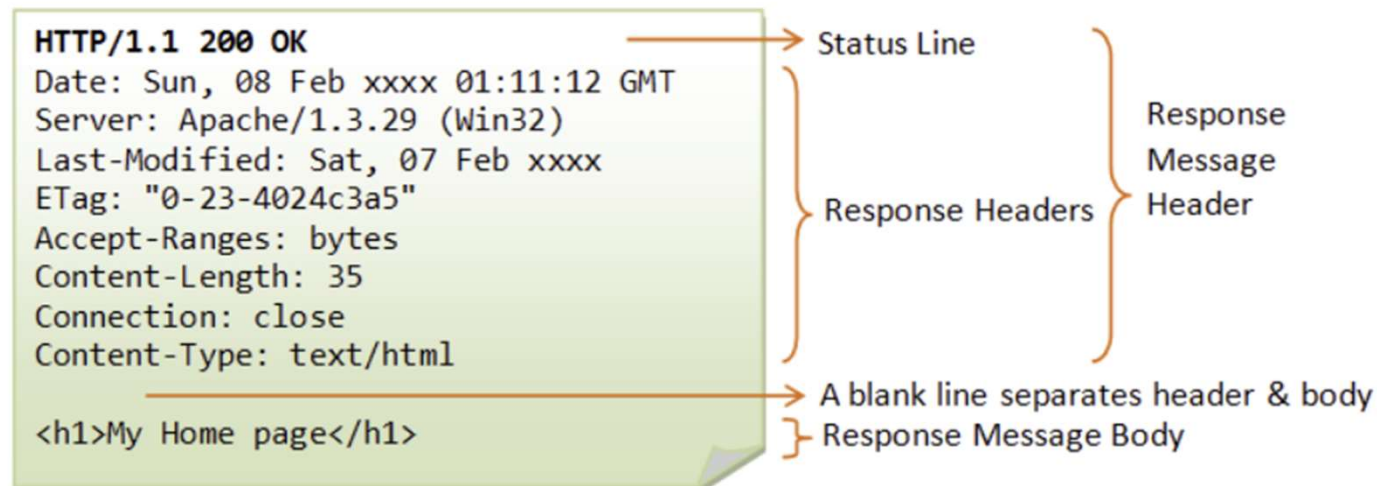 HTTP/1.1 200 OK
Date: Sun, 08 Feb xxxx 01:11:12 GMT
Server: Apache/1.3.29 (Win32)
Last-Modified: Sat, 07 Feb xxxx
ETag: "0-23-4024c3a5"
Accept-Ranges: bytes
Content-Length: 35
Connection: close
Content-Type: text/html
<h1>My Home page</h1>
Status Line
Response Headers
Response
Message
Header
A blank line separates header & body
Response Message Body